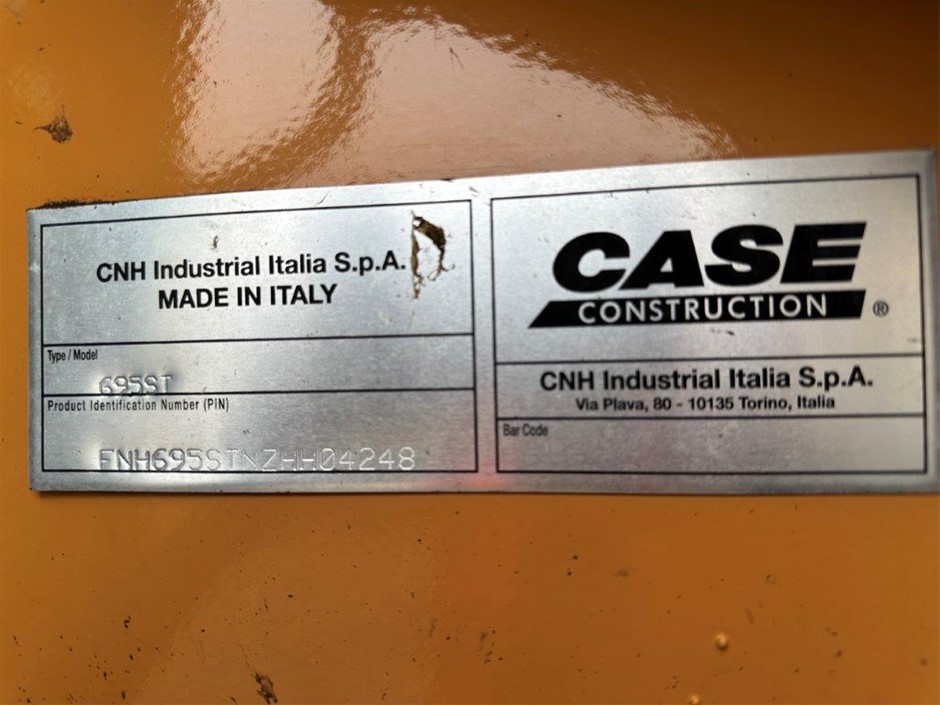 CNH Industrial Italia S.p.A.
MADE IN ITALY
Type / Model
695ST
Product Identification Number (PIN)
FNH695STNZHH04248
CASE
CONSTRUCTION ®
CNH Industrial Italia S.p.A.
Via Plava, 80 - 10135 Torino, Italia
Bar Code